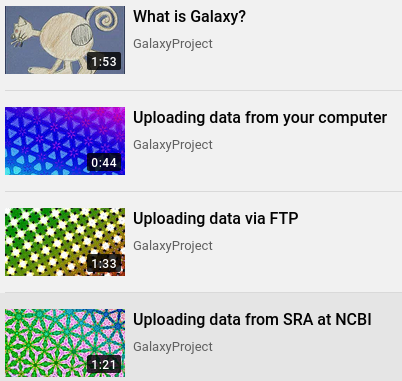 What is Galaxy?
GalaxyProject
1:53
Uploading data from your computer
GalaxyProject
0:44
Uploading data via FTP
GalaxyProject
1:33
Uploading data from SRA at NCBI
GalaxyProject
1:21